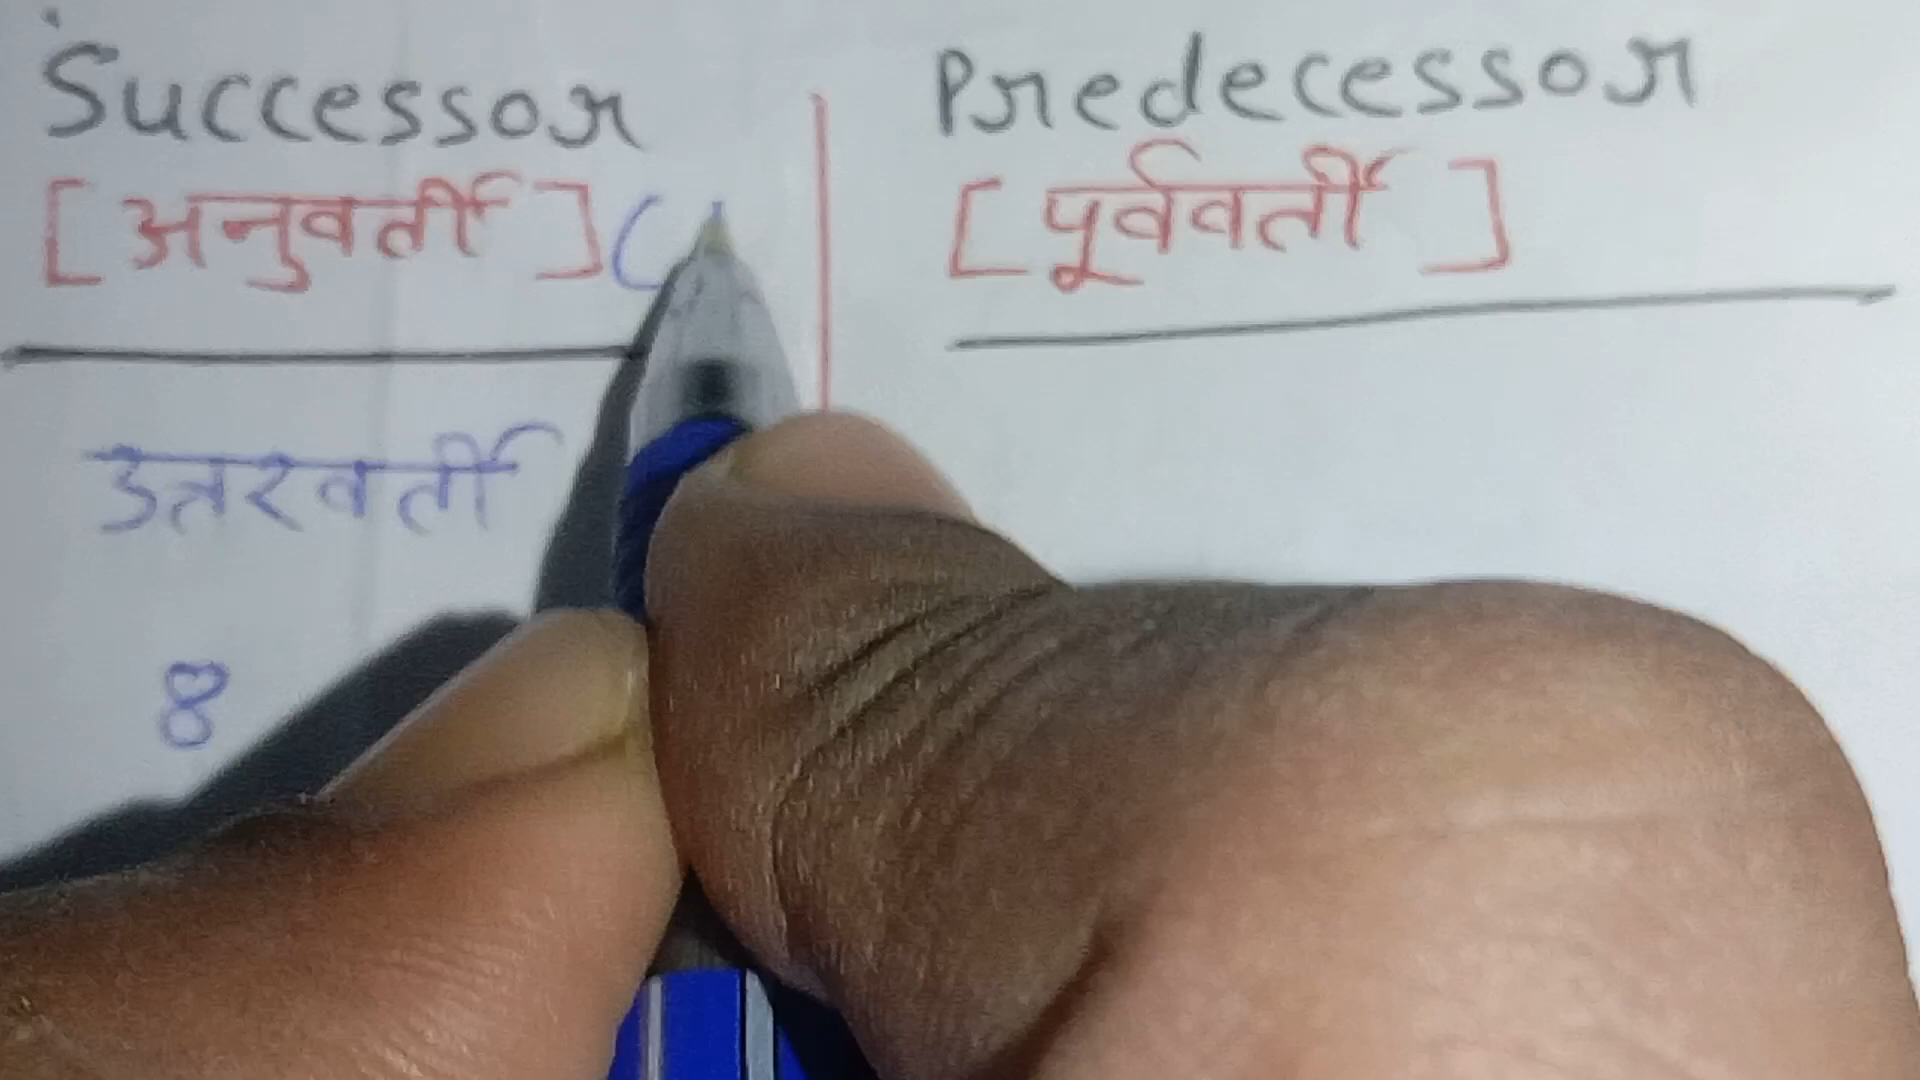 Successor
[अनुवर्ती] (
उत्तरवर्ती
8
Predecessor
[पूर्ववर्ती]